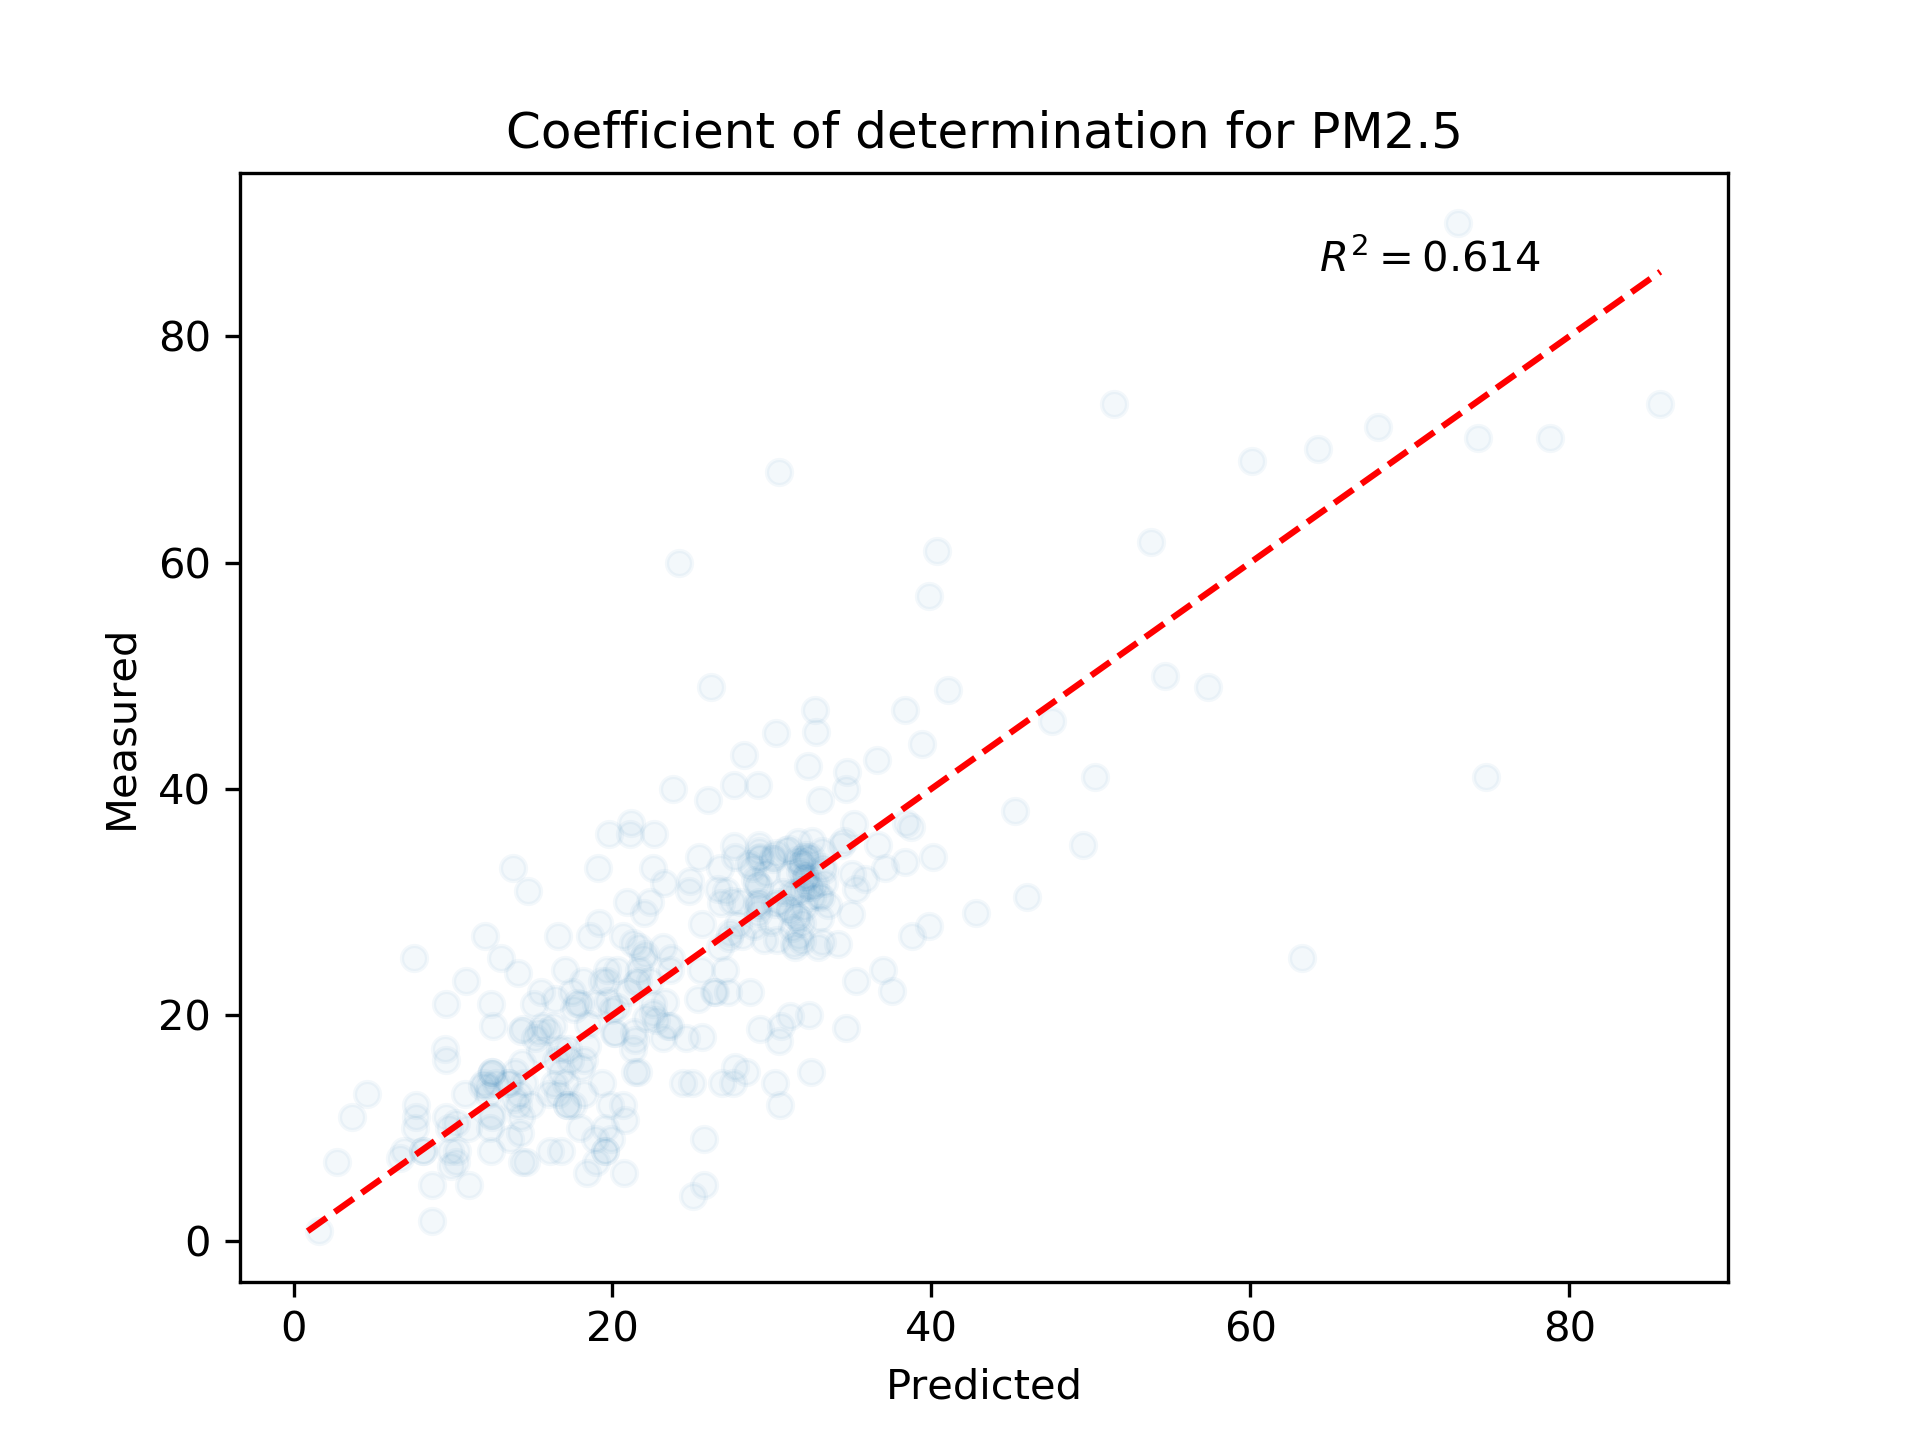 Coefficient of determination for PM2.5
R² = 0.614
80
60
40
20
0
Measured
0 20 40 60 80
Predicted